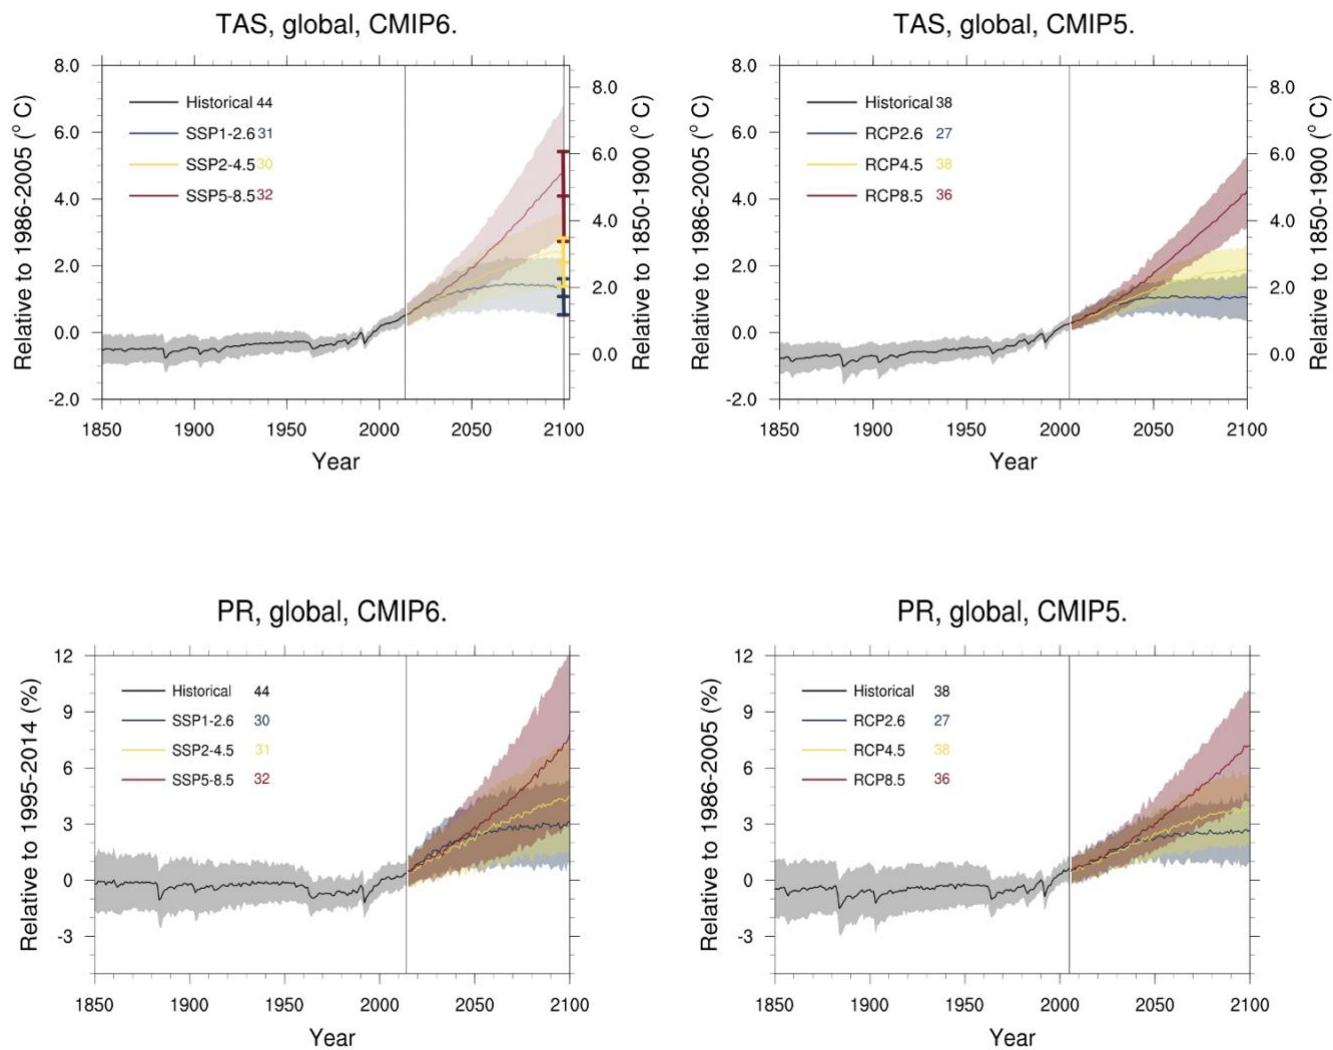 TAS, global, CMIP6.
8.0
6.0
4.0
2.0
0.0
-2.0
Relative to 1986-2005 (° C)
Historical 44
SSP1-2.6 31
SSP2-4.5 30
SSP5-8.5 32
8.0
6.0
4.0
2.0
0.0
Relative to 1850-1900 (° C)
1850 1900 1950 2000 2050 2100
Year
TAS, global, CMIP5.
8.0
6.0
4.0
2.0
0.0
-2.0
Relative to 1986-2005 (° C)
Historical 38
RCP2.6 27
RCP4.5 38
RCP8.5 36
8.0
6.0
4.0
2.0
0.0
Relative to 1850-1900 (° C)
1850 1900 1950 2000 2050 2100
Year
PR, global, CMIP6.
12
9
6
3
0
-3
Relative to 1995-2014 (%)
Historical 44
SSP1-2.6 30
SSP2-4.5 31
SSP5-8.5 32
1850 1900 1950 2000 2050 2100
Year
PR, global, CMIP5.
12
9
6
3
0
-3
Relative to 1986-2005 (%)
Historical 38
RCP2.6 27
RCP4.5 38
RCP8.5 36
1850 1900 1950 2000 2050 2100
Year